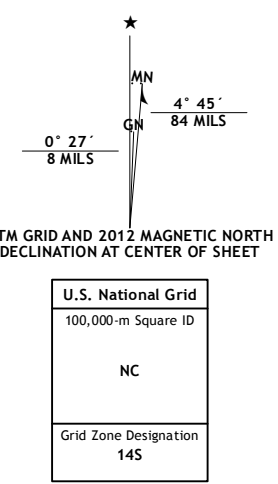 ★
MN
GN
4° 45´
84 MILS
0° 27´
8 MILS
TM GRID AND 2012 MAGNETIC NORTH
DECLINATION AT CENTER OF SHEET
U.S. National Grid
100,000-m Square ID
NC
Grid Zone Designation
14S